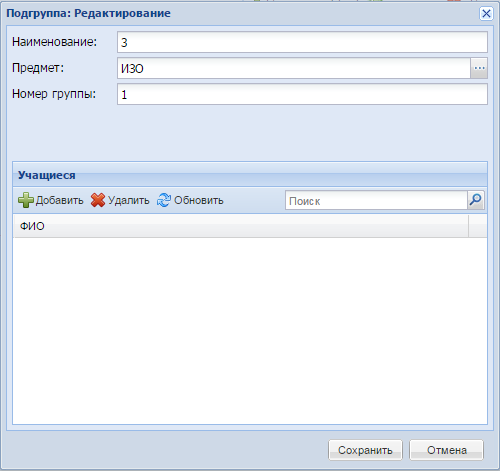 Подгруппа: Редактирование
Наименование: 3
Предмет: ИЗО
Номер группы: 1
Учащиеся
Добавить Удалить Обновить Поиск
ФИО
Сохранить Отмена